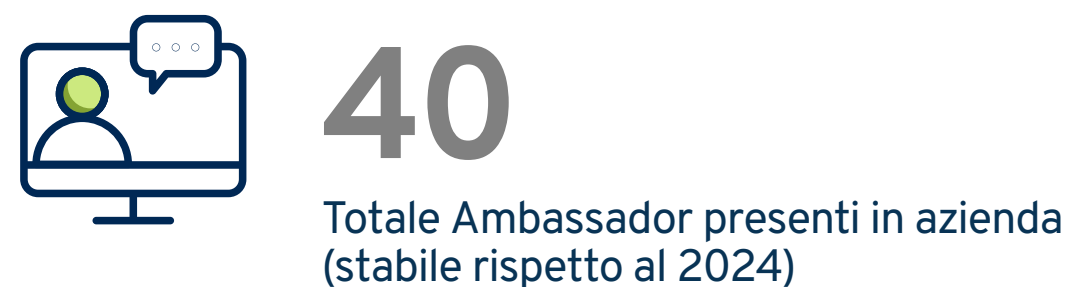 40
Totale Ambassador presenti in azienda
(stabile rispetto al 2024)